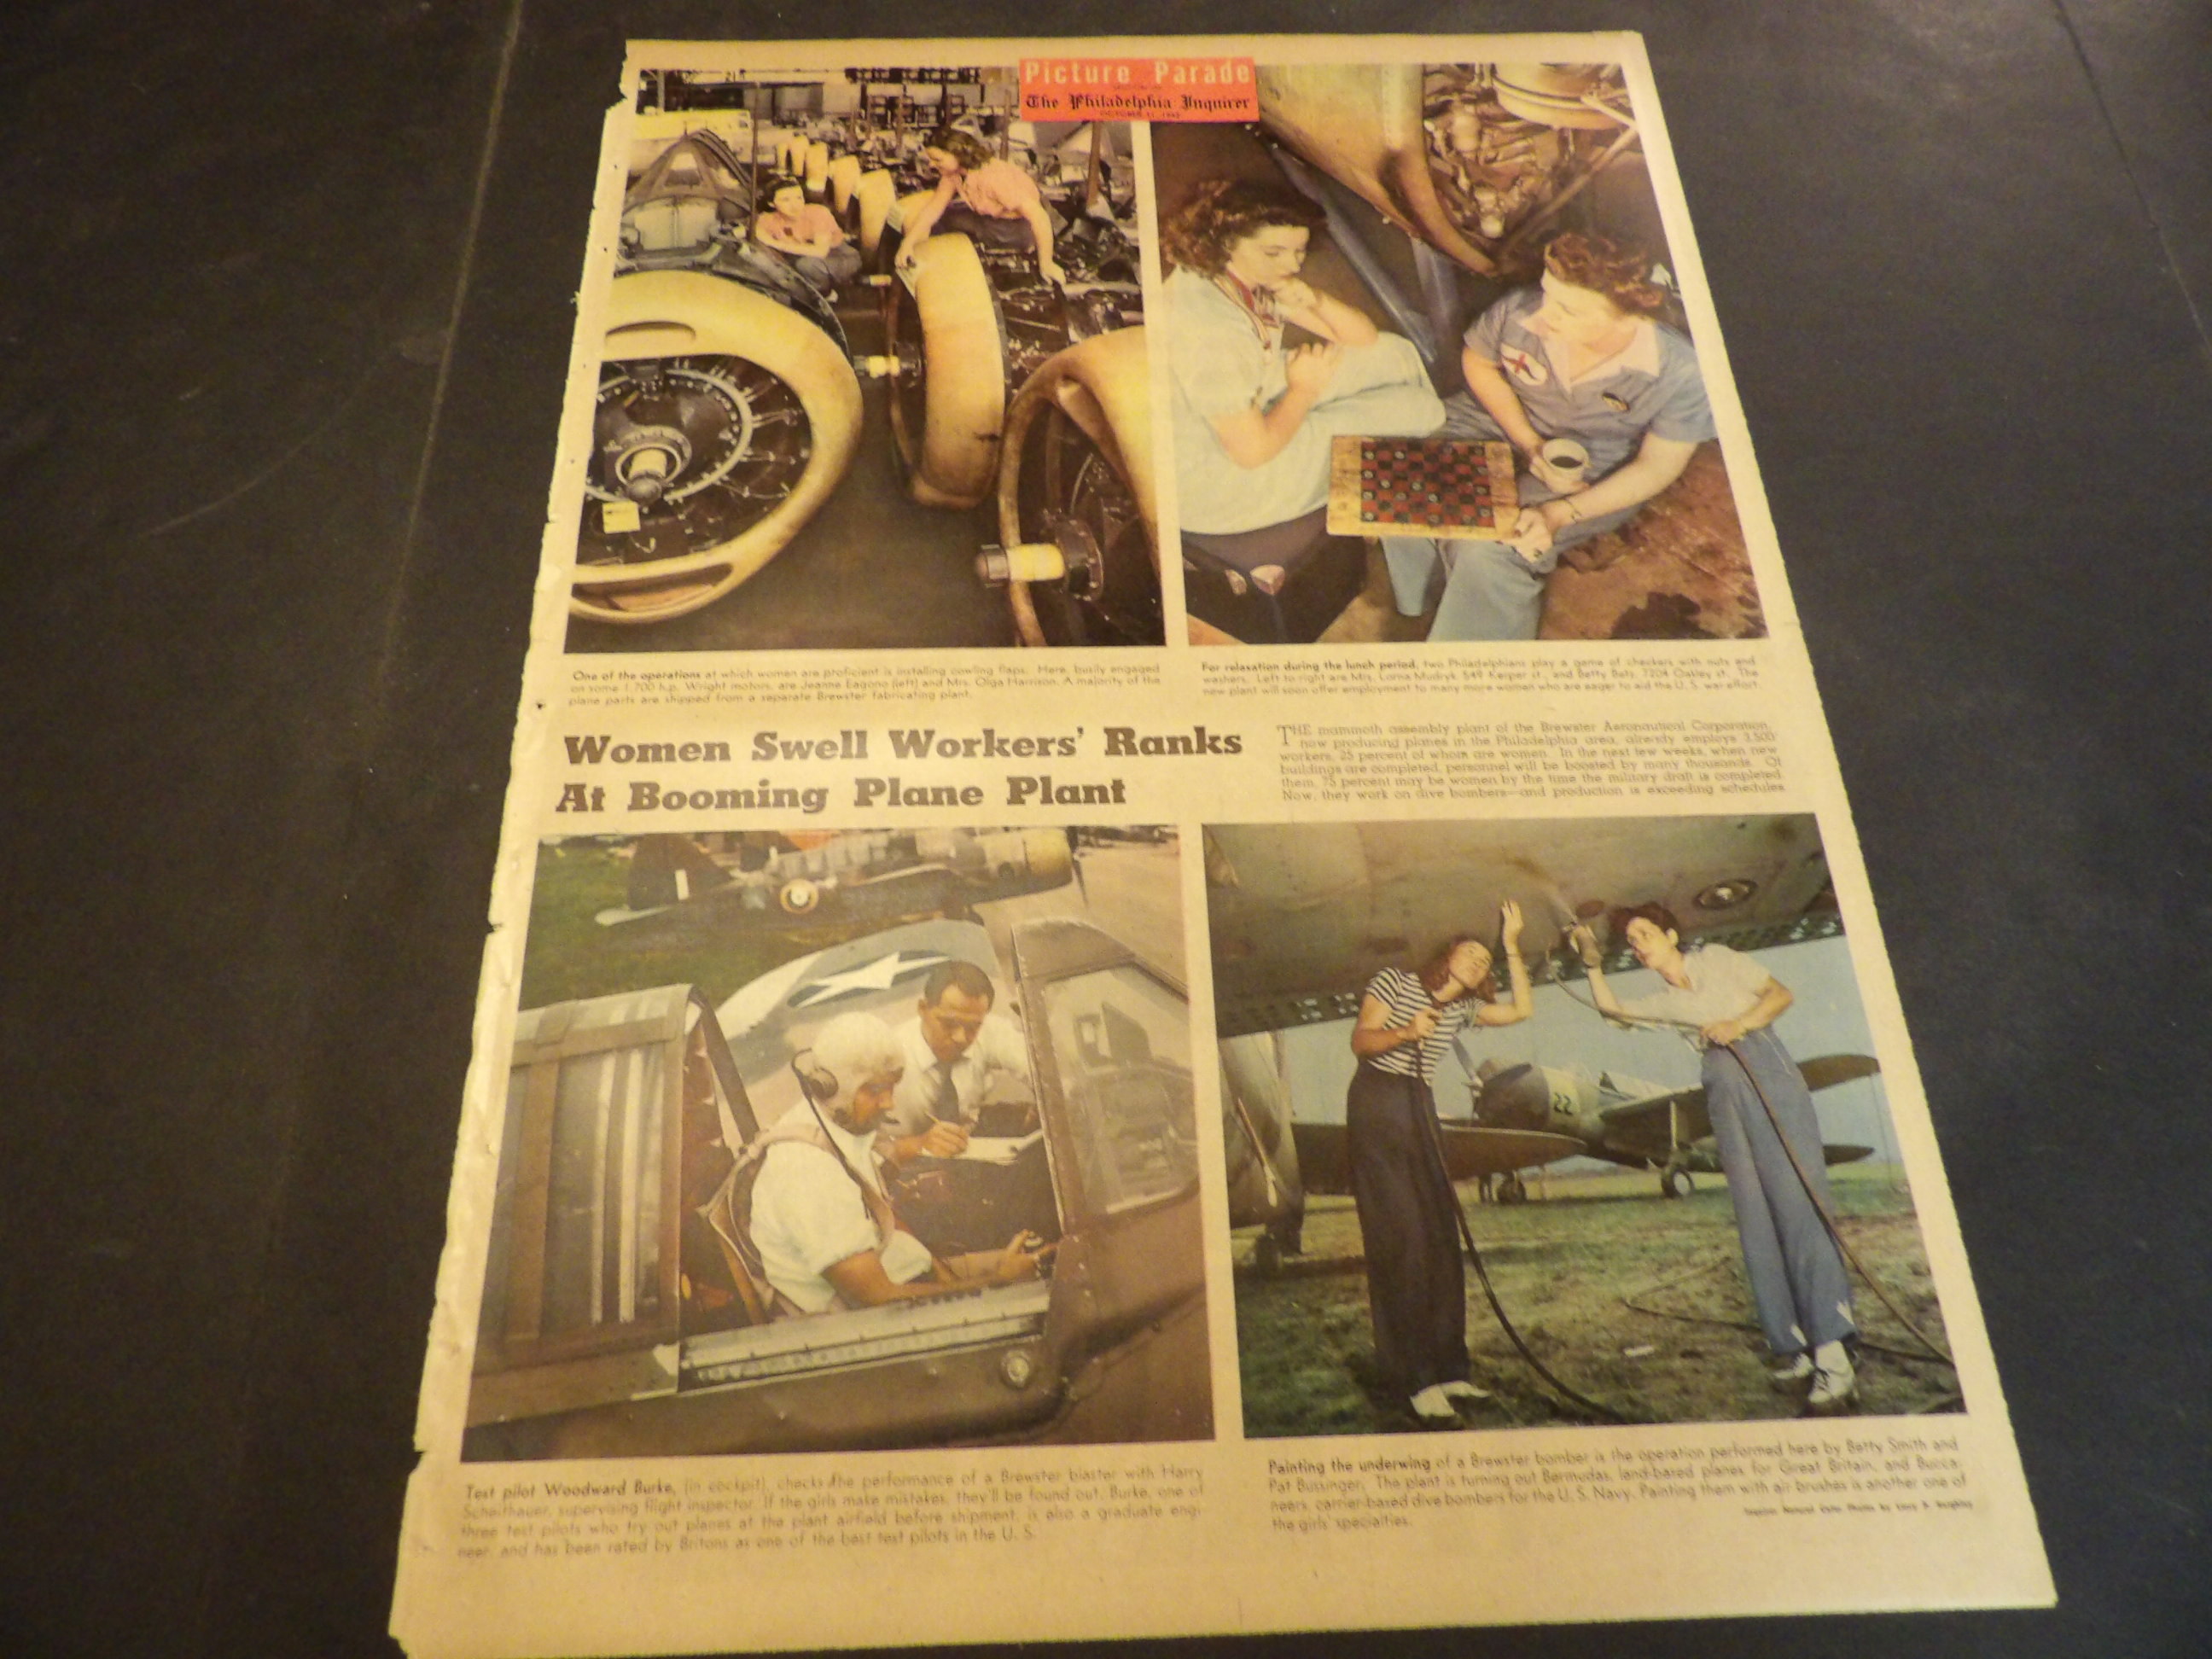 Picture Parade
The Philadelphia Inquirer
One of the operations at which women are proficient is installing cowling flaps. Here, busily engaged
on some 1,700 h.p. Wright motors, are Jeanne Eagono (left) and Mrs. Olga Harrison. A majority of the
plane parts are shipped from a separate Brewster fabricating plant.
For relaxation during the lunch period, two Philadelphians play a game of checkers with nuts and
washers. Left to right are Mrs. Lorna Mudryk, 549 Kerper st., and Betty Betz, 7204 Oakley st. The
new plant will soon offer employment to many more women who are eager to aid the U. S. war effort.
Women Swell Workers' Ranks
At Booming Plane Plant
THE mammoth assembly plant of the Brewster Aeronautical Corporation,
now producing planes in the Philadelphia area, already employs 3,500
workers, 25 percent of whom are women. In the next few weeks, when new
buildings are completed, personnel will be boosted by many thousands. Of
them, 75 percent may be women by the time the military draft is completed.
Now, they work on dive bombers—and production is exceeding schedules.
22
Test pilot Woodward Burke, (in cockpit), checks the performance of a Brewster blaster with Harry
Scheithauer, supervising flight inspector. If the girls make mistakes, they'll be found out. Burke, one of
three test pilots who try out planes at the plant airfield before shipment, is also a graduate engi-
neer, and has been rated by Britons as one of the best test pilots in the U. S.
Painting the underwing of a Brewster bomber is the operation performed here by Betty Smith and
Pat Bussinger. The plant is turning out Bermudas, land-based planes for Great Britain, and Bucca-
neers, carrier-based dive bombers for the U. S. Navy. Painting them with air brushes is another one of
the girls' specialties.